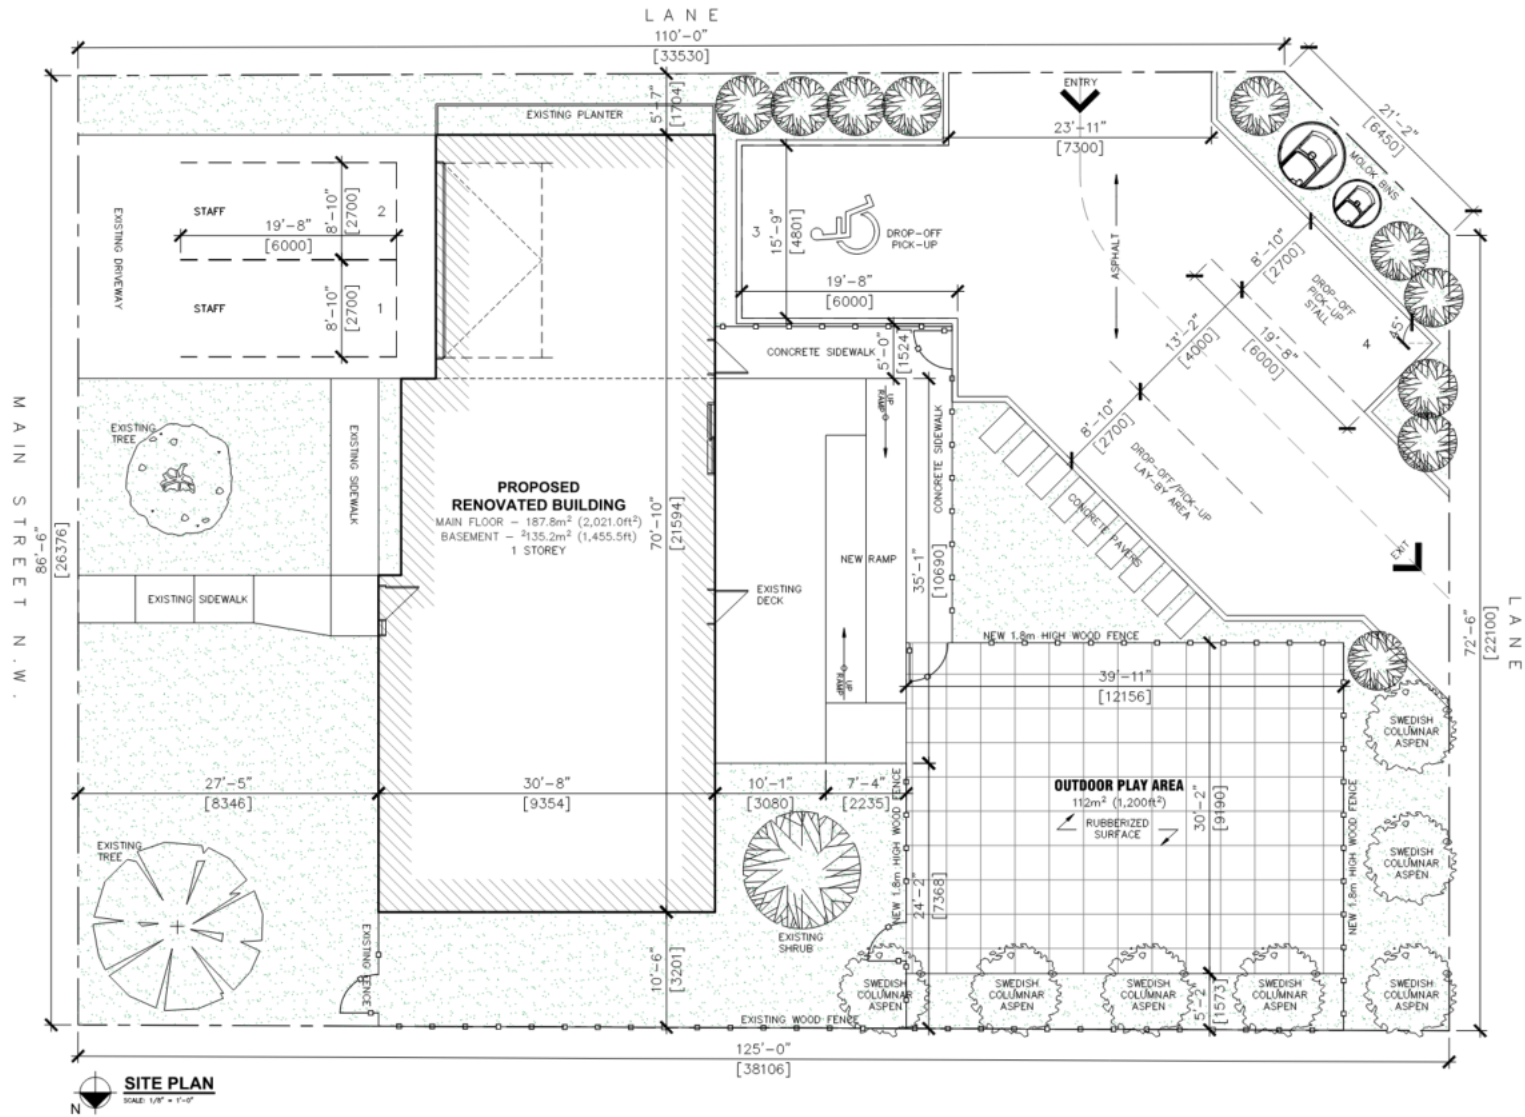 LANE
110'-0"
[33530]
5'-7"
[1704]
EXISTING PLANTER
ENTRY
23'-11"
[7300]
21'-2"
[6450]
MOLOK BINS
EXISTING DRIVEWAY
STAFF
2
8'-10"
[2700]
19'-8"
[6000]
STAFF
1
8'-10"
[2700]
3
15'-9"
[4801]
DROP-OFF
PICK-UP
19'-8"
[6000]
ASPHALT
8'-10"
[2700]
DROP-OFF
PICK-UP
STALL
45°
4
13'-2"
[4000]
19'-8"
[6000]
8'-10"
[2700]
DROP-OFF/PICK-UP
LAY-BY AREA
CONCRETE PAVERS
EXIT
CONCRETE SIDEWALK
5'-0"
[1524]
UP
RAMP
CONCRETE SIDEWALK
35'-1"
[10690]
MAIN STREET N.W.
86'-6"
[26376]
EXISTING
TREE
EXISTING SIDEWALK
EXISTING SIDEWALK
PROPOSED
RENOVATED BUILDING
MAIN FLOOR - 187.8m² (2,021.0ft²)
BASEMENT - ²135.2m² (1,455.5ft)
1 STOREY
70'-10"
[21594]
NEW RAMP
EXISTING
DECK
UP
RAMP
NEW 1.8m HIGH WOOD FENCE
39'-11"
[12156]
LANE
72'-6"
[22100]
SWEDISH
COLUMNAR
ASPEN
27'-5"
[8346]
30'-8"
[9354]
10'-1"
[3080]
7'-4"
[2235]
NEW 1.8m HIGH WOOD FENCE
OUTDOOR PLAY AREA
112m² (1,200ft²)
RUBBERIZED
SURFACE
30'-2"
[9190]
NEW 1.8m HIGH WOOD FENCE
SWEDISH
COLUMNAR
ASPEN
EXISTING
TREE
EXISTING FENCE
10'-6"
[3201]
EXISTING
SHRUB
24'-2"
[7368]
EXISTING WOOD FENCE
SWEDISH
COLUMNAR
ASPEN
SWEDISH
COLUMNAR
ASPEN
SWEDISH
COLUMNAR
ASPEN
5'-2"
[1573]
SWEDISH
COLUMNAR
ASPEN
SWEDISH
COLUMNAR
ASPEN
125'-0"
[38106]
N
SITE PLAN
SCALE: 1/8" = 1'-0"